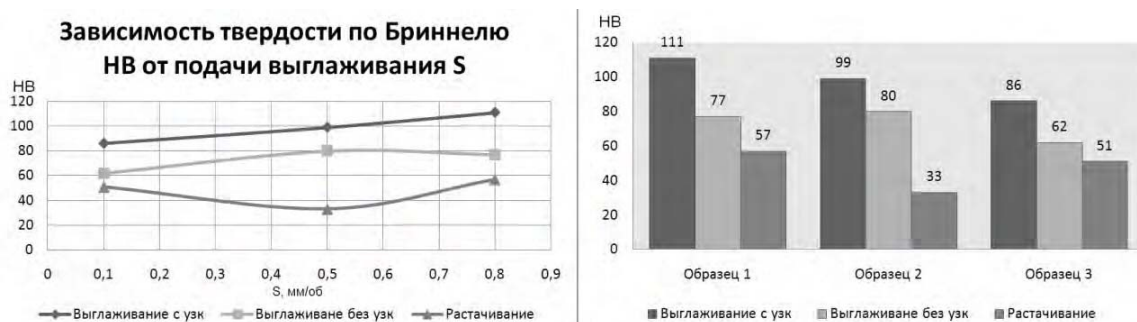 Зависимость твердости по Бриннелю
НВ от подачи выглаживания S
НВ
120
100
80
60
40
20
0
0 0,1 0,2 0,3 0,4 0,5 0,6 0,7 0,8 0,9
S, мм/об
Выглаживание с узк Выглаживане без узк Растачивание
НВ
120
100
80
60
40
20
0
111 77 57
99 80 33
86 62 51
Образец 1 Образец 2 Образец 3
Выглаживание с узк Выглаживане без узк Растачивание